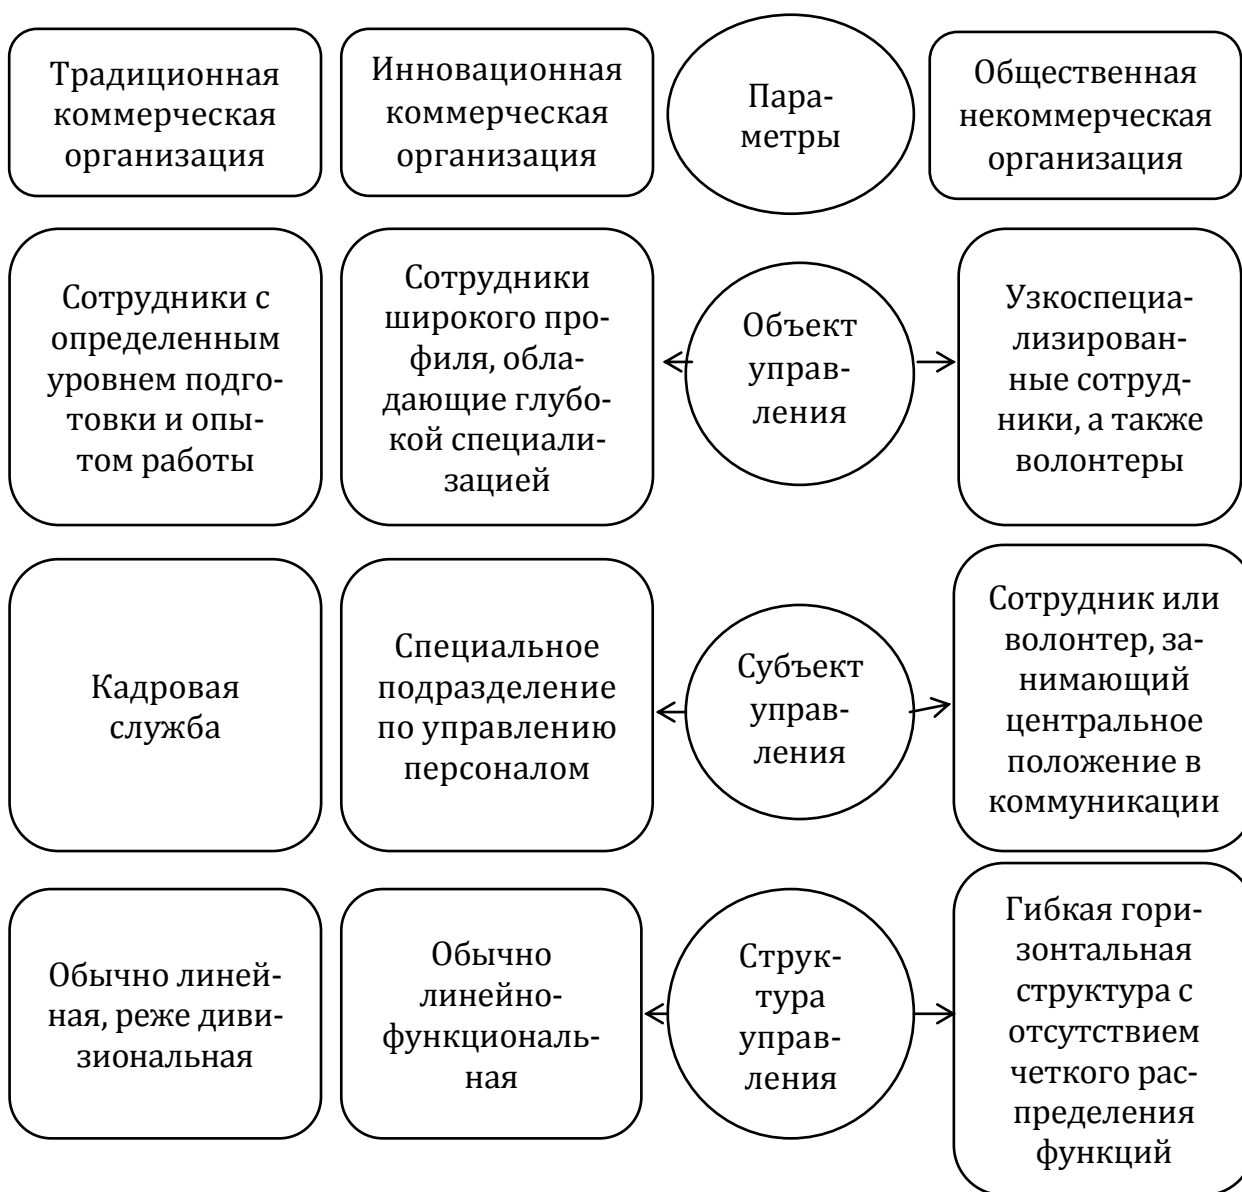 Традиционная
коммерческая
организация
Инновационная
коммерческая
организация
Пара-
метры
Общественная
некоммерческая
организация
Сотрудники с
определенным
уровнем подго-
товки и опы-
том работы
Сотрудники
широкого про-
филя, обла-
дающие глубо-
кой специали-
зацией
Объект
управ-
ления
Узкоспециа-
лизирован-
ные сотруд-
ники, а также
волонтеры
Кадровая
служба
Специальное
подразделение
по управлению
персоналом
Субъект
управ-
ления
Сотрудник или
волонтер, за-
нимающий
центральное
положение в
коммуникации
Обычно линей-
ная, реже диви-
зиональная
Обычно
линейно-
функциональ-
ная
Струк-
тура
управ-
ления
Гибкая гори-
зонтальная
структура с
отсутствием
четкого рас-
пределения
функций